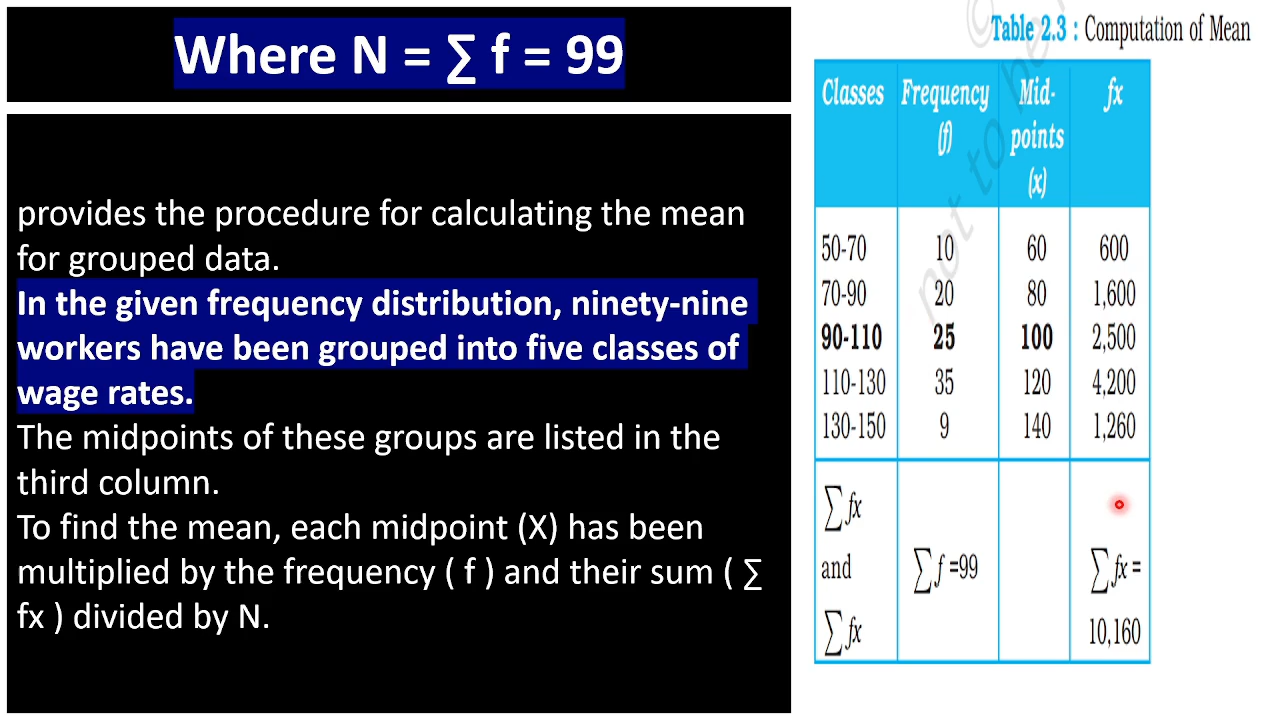 Where N = ∑ f = 99
provides the procedure for calculating the mean
for grouped data.
In the given frequency distribution, ninety-nine
workers have been grouped into five classes of
wage rates.
The midpoints of these groups are listed in the
third column.
To find the mean, each midpoint (X) has been
multiplied by the frequency ( f ) and their sum ( ∑
fx ) divided by N.
Table 2.3 : Computation of Mean
Classes Frequency (f) Mid-points (x) fx
50-70 10 60 600
70-90 20 80 1,600
90-110 25 100 2,500
110-130 35 120 4,200
130-150 9 140 1,260
∑ fx
and ∑ f =99 ∑ fx =
∑ fx 10,160
© not to be